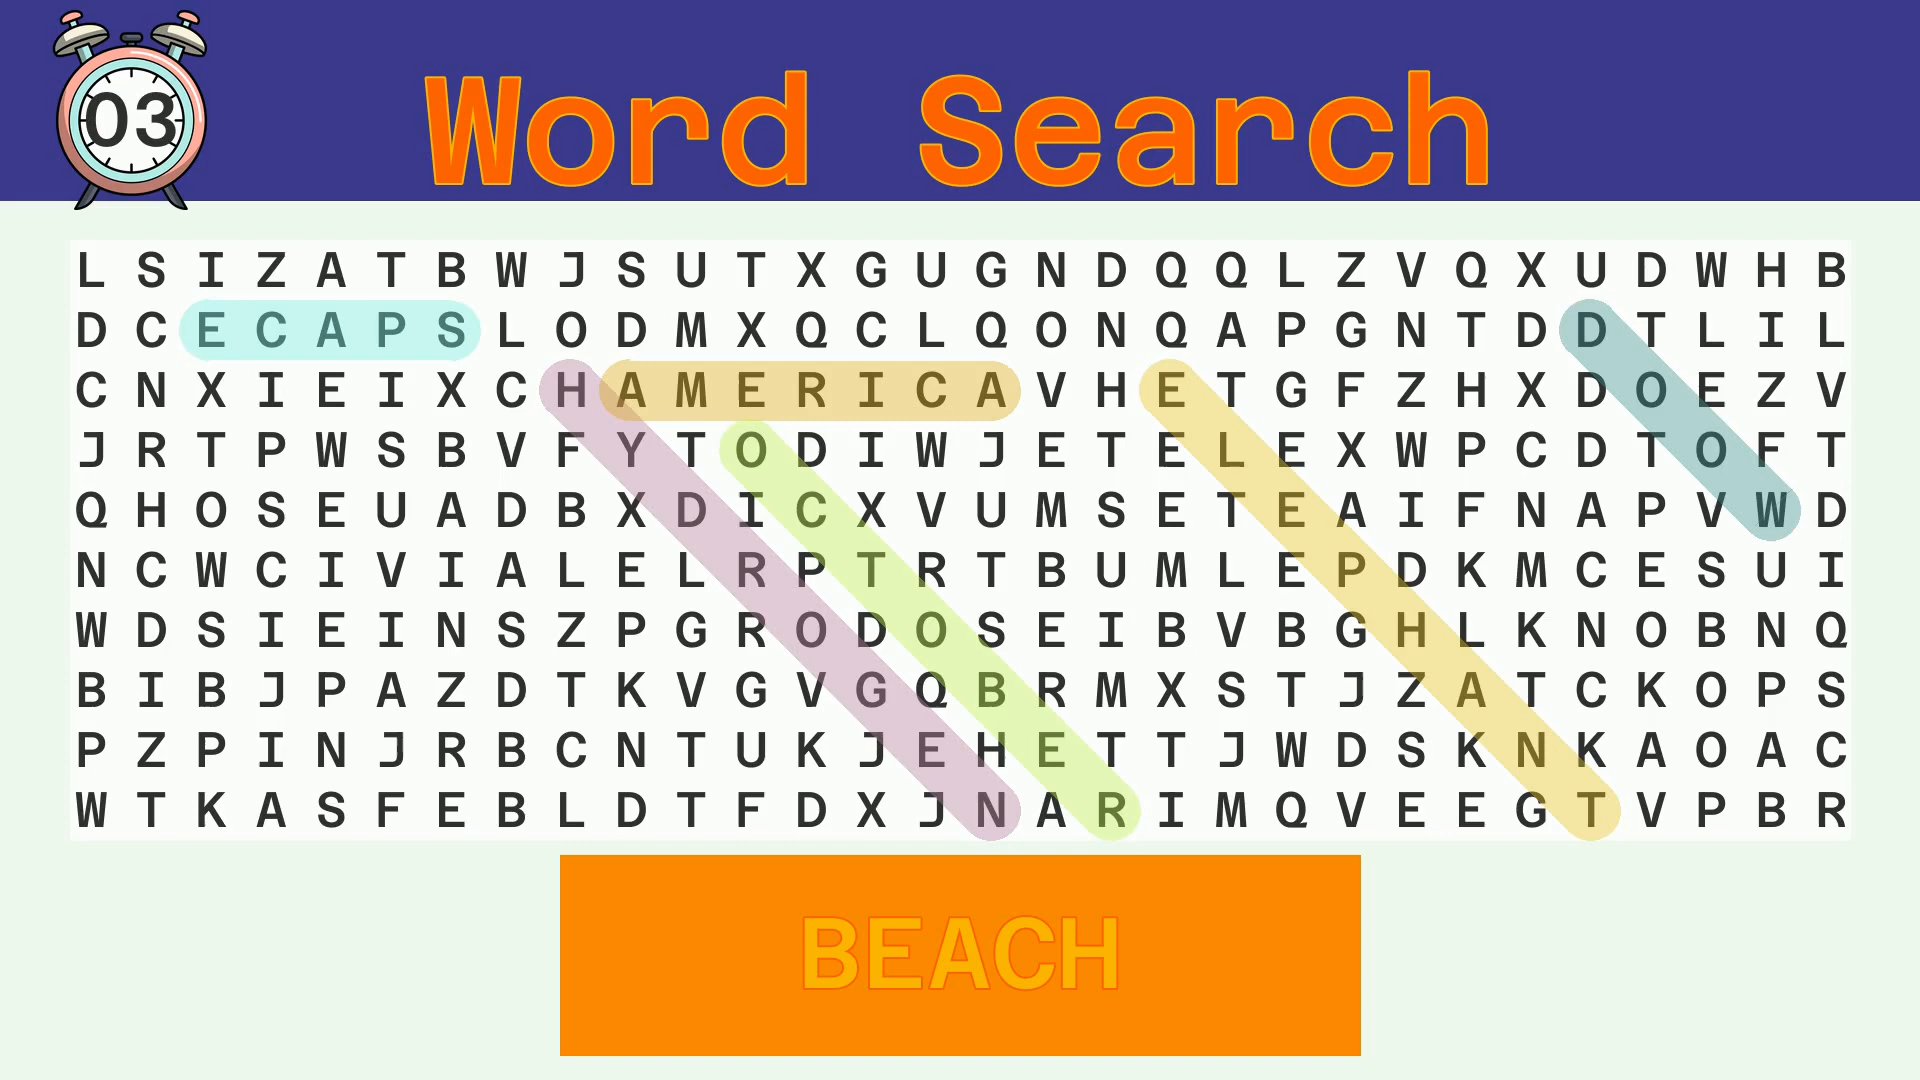 03
Word Search
L S I Z A T B W J S U T X G U G N D Q Q L Z V Q X U D W H B
D C E C A P S L O D M X Q C L Q O N Q A P G N T D D T L I L
C N X I E I X C H A M E R I C A V H E T G F Z H X D O E Z V
J R T P W S B V F Y T O D I W J E T E L E X W P C D T O F T
Q H O S E U A D B X D I C X V U M S E T E A I F N A P V W D
N C W C I V I A L E L R P T R T B U M L E P D K M C E S U I
W D S I E I N S Z P G R O D O S E I B V B G H L K N O B N Q
B I B J P A Z D T K V G V G Q B R M X S T J Z A T C K O P S
P Z P I N J R B C N T U K J E H E T T J W D S K N K A O A C
W T K A S F E B L D T F D X J N A R I M Q V E E G T V P B R
BEACH